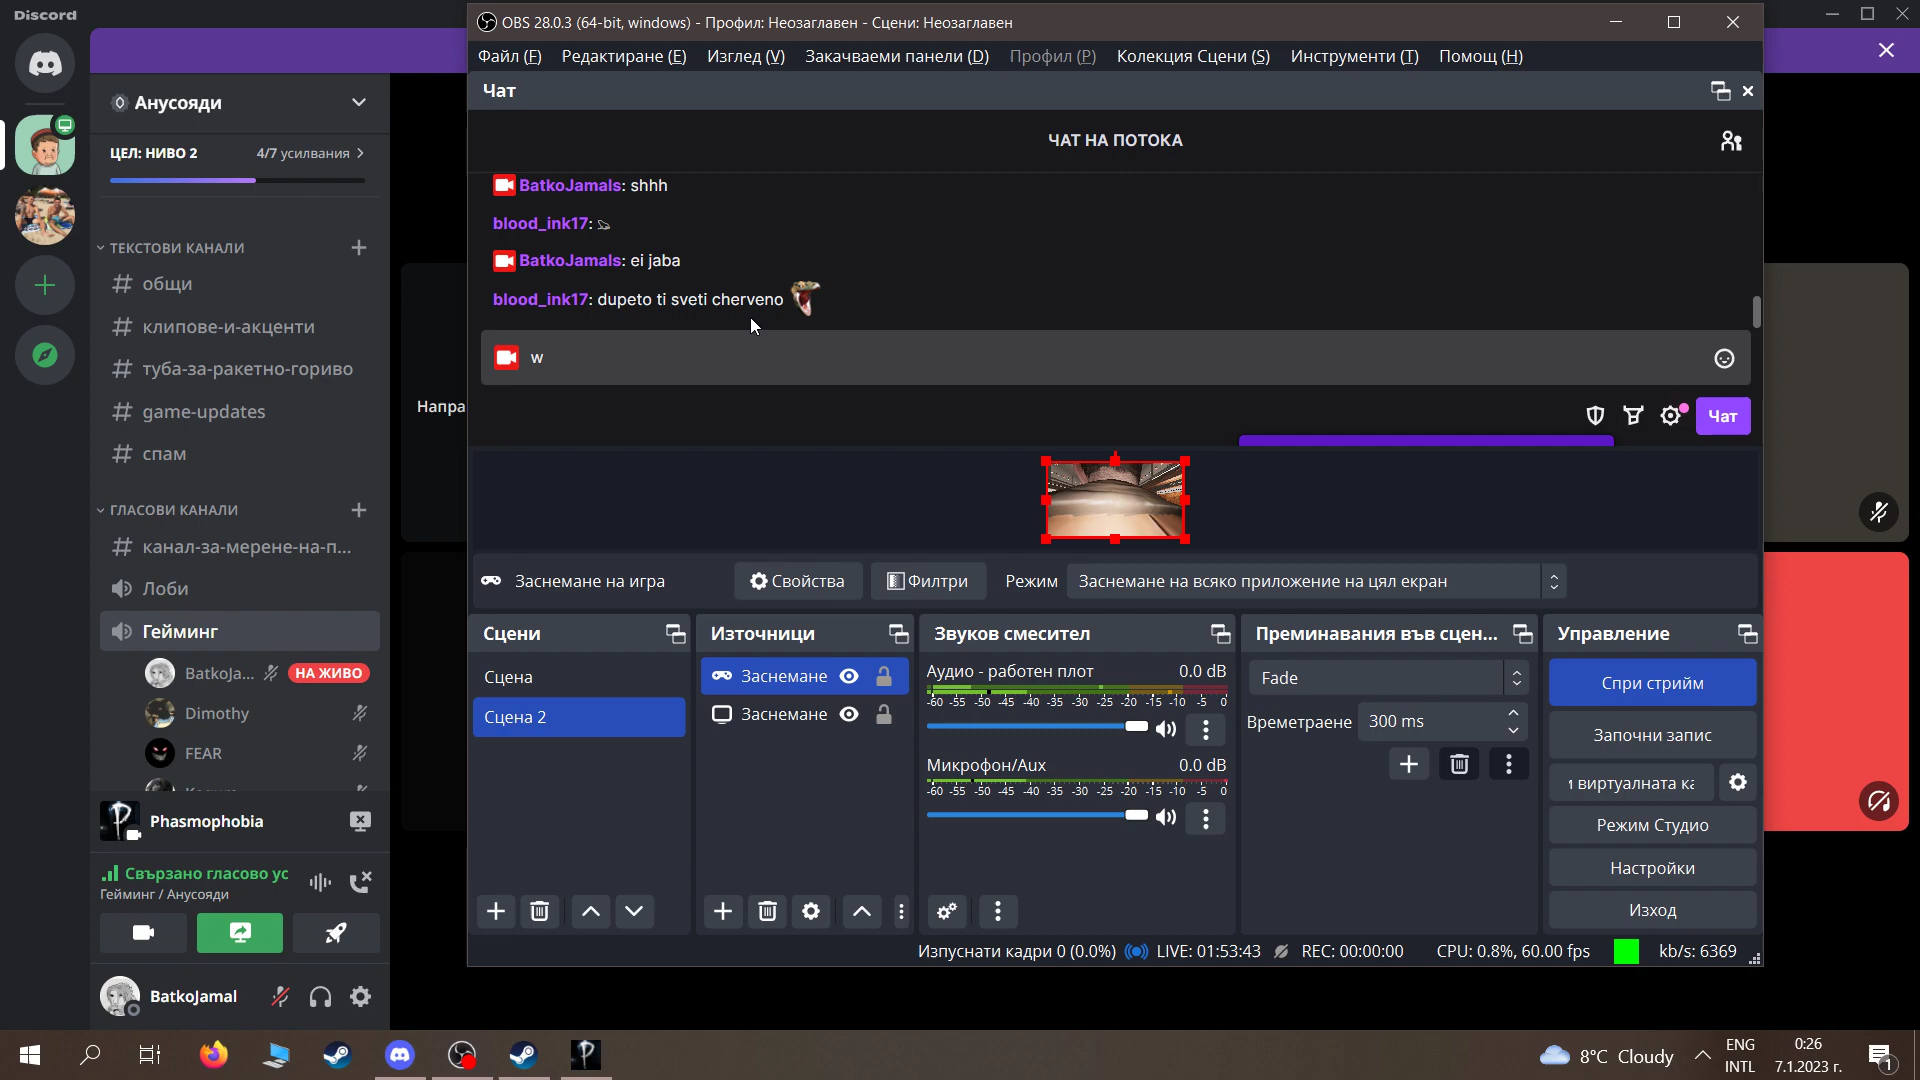 Discord
OBS 28.0.3 (64-bit, windows) - Профил: Неозаглавен - Сцени: Неозаглавен
Файл (F) Редактиране (E) Изглед (V) Закачваеми панели (D) Профил (P) Колекция Сцени (S) Инструменти (T) Помощ (H)
Чат
ЧАТ НА ПОТОКА
BatkoJamals: shhh
blood_ink17:
BatkoJamals: ei jaba
blood_ink17: dupeto ti sveti cherveno
w
Чат
Анусояди
ЦЕЛ: НИВО 2 4/7 усилвания
ТЕКСТОВИ КАНАЛИ
общи
клипове-и-акценти
туба-за-ракетно-гориво
game-updates
спам
ГЛАСОВИ КАНАЛИ
канал-за-мерене-на-п...
Лоби
Гейминг
BatkoJa... НА ЖИВО
Dimothy
FEAR
Phasmophobia
Свързано гласово ус
Гейминг / Анусояди
BatkoJamal
Напра
Заснемане на игра Свойства Филтри Режим Заснемане на всяко приложение на цял екран
Сцени
Сцена
Сцена 2
Източници
Заснемане
Заснемане
Звуков смесител
Аудио - работен плот 0.0 dB
-60 -55 -50 -45 -40 -35 -30 -25 -20 -15 -10 -5 0
Микрофон/Aux 0.0 dB
-60 -55 -50 -45 -40 -35 -30 -25 -20 -15 -10 -5 0
Преминавания във сцен...
Fade
Времетраене 300 ms
Управление
Спри стрийм
Започни запис
виртуалната
Режим Студио
Настройки
Изход
Изпуснати кадри 0 (0.0%) LIVE: 01:53:43 REC: 00:00:00 CPU: 0.8%, 60.00 fps kb/s: 6369
8°C Cloudy
ENG
INTL
0:26
7.1.2023 г.
1